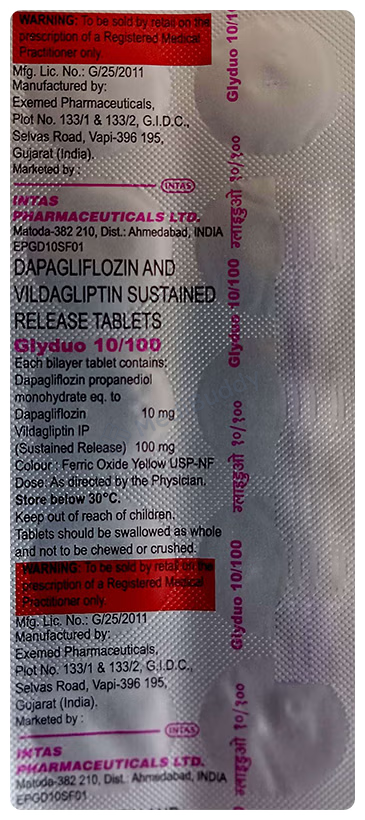 WARNING: To be sold by retail on the
prescription of a Registered Medical
Practitioner only.
Mfg. Lic. No.: G/25/2011
Manufactured by:
Exemed Pharmaceuticals,
Plot No. 133/1 & 133/2, G.I.D.C.,
Selvas Road, Vapi-396 195,
Gujarat (India).
Marketed by :
INTAS
INTAS
PHARMACEUTICALS LTD.
Matoda-382 210, Dist.: Ahmedabad, INDIA
EPGD10SF01
DAPAGLIFLOZIN AND
VILDAGLIPTIN SUSTAINED
RELEASE TABLETS
Glyduo 10/100
Each bilayer tablet contains:
Dapagliflozin propanediol
monohydrate eq. to
Dapagliflozin 10 mg
Vildagliptin IP
(Sustained Release) 100 mg
Colour : Ferric Oxide Yellow USP-NF
Dose: As directed by the Physician.
Store below 30°C.
Keep out of reach of children.
Tablets should be swallowed as whole
and not to be chewed or crushed.
WARNING: To be sold by retail on the
prescription of a Registered Medical
Practitioner only.
Mfg. Lic. No.: G/25/2011
Manufactured by:
Exemed Pharmaceuticals,
Plot No. 133/1 & 133/2, G.I.D.C.,
Selvas Road, Vapi-396 195,
Gujarat (India).
Marketed by :
INTAS
INTAS
PHARMACEUTICALS LTD.
Matoda-382 210, Dist.: Ahmedabad, INDIA
EPGD10SF01
ग्लाइडुओ १०/१०० Glyduo 10/100 ग्लाइडुओ १०/१०० Glyduo 10/100 ग्लाइडुओ १०/१०० Glyduo 10/10